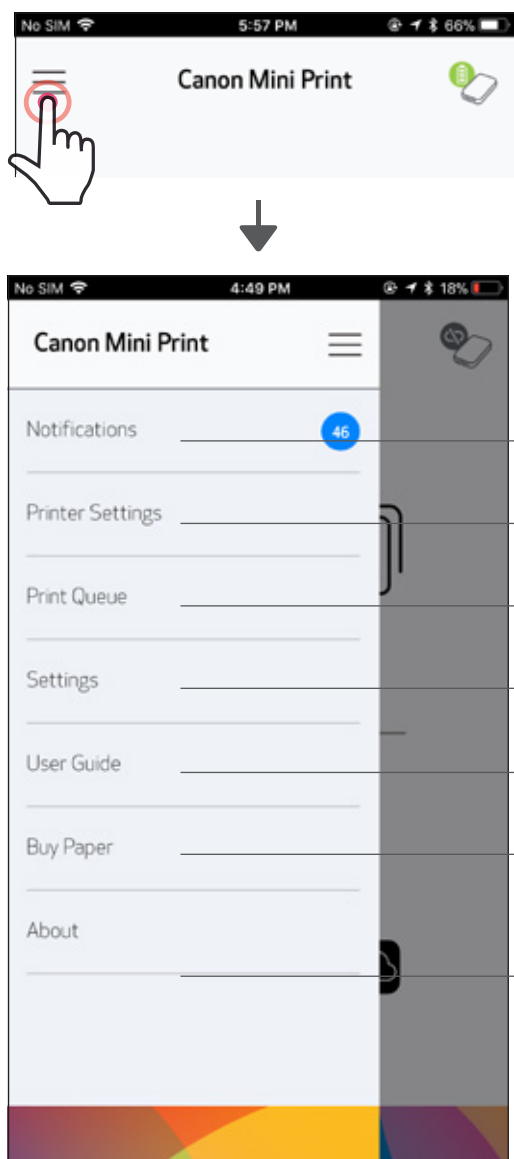 No SIM 5:57 PM 66%
Canon Mini Print
No SIM 4:49 PM 18%
Canon Mini Print
Notifications 46
Printer Settings
Print Queue
Settings
User Guide
Buy Paper
About